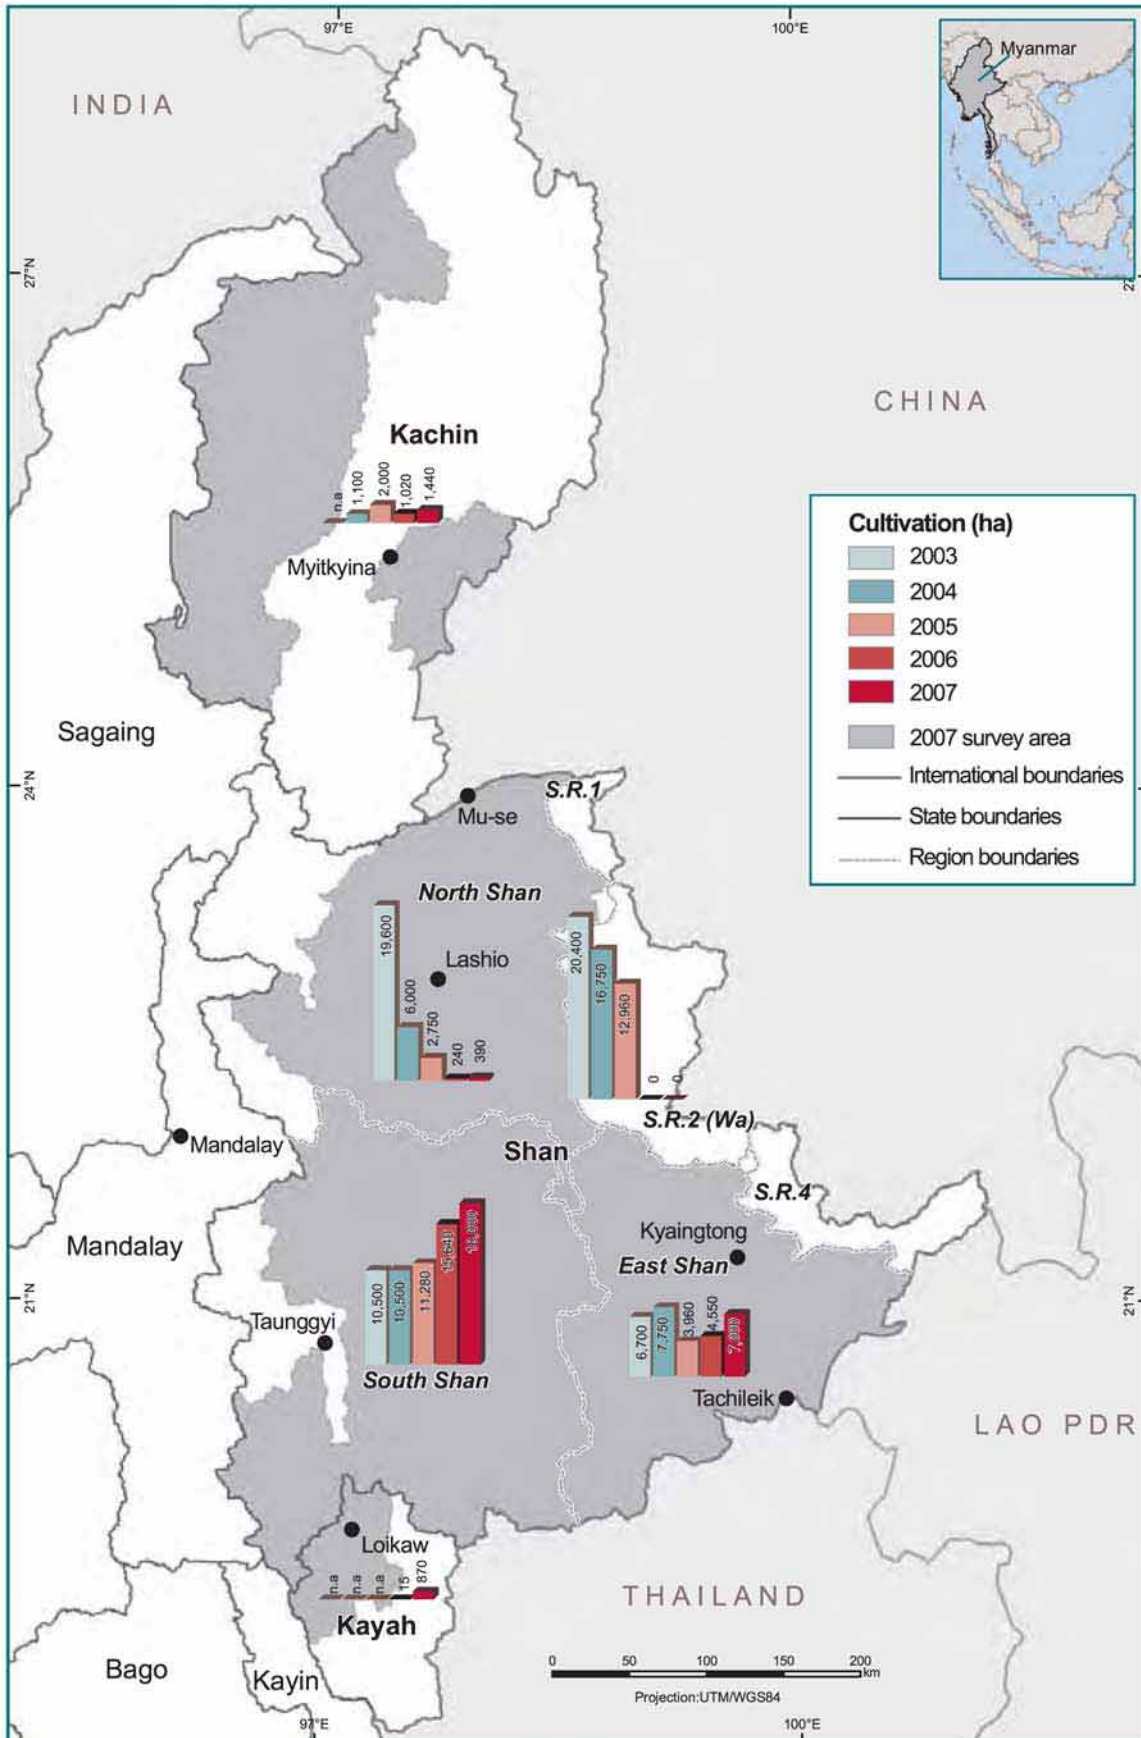 97°E
100°E
Myanmar
INDIA
27°N
CHINA
Kachin
n.a
1,100
2,000
1,020
1,440
Myitkyina
Cultivation (ha)
2003
2004
2005
2006
2007
2007 survey area
International boundaries
State boundaries
Region boundaries
Sagaing
24°N
S.R.1
Mu-se
North Shan
19,600
6,000
2,750
240
390
Lashio
20,400
16,750
12,960
0
0
S.R.2 (Wa)
Mandalay
Shan
S.R.4
Mandalay
Kyaingtong
East Shan
6,700
7,750
3,960
4,550
7,000
10,500
10,500
11,280
15,640
South Shan
21°N
21°N
Taunggyi
Tachileik
LAO PDR
Loikaw
n.a
n.a
n.a
15
870
Kayah
THAILAND
Bago
Kayin
0 50 100 150 200
km
Projection:UTM/WGS84
97°E
100°E